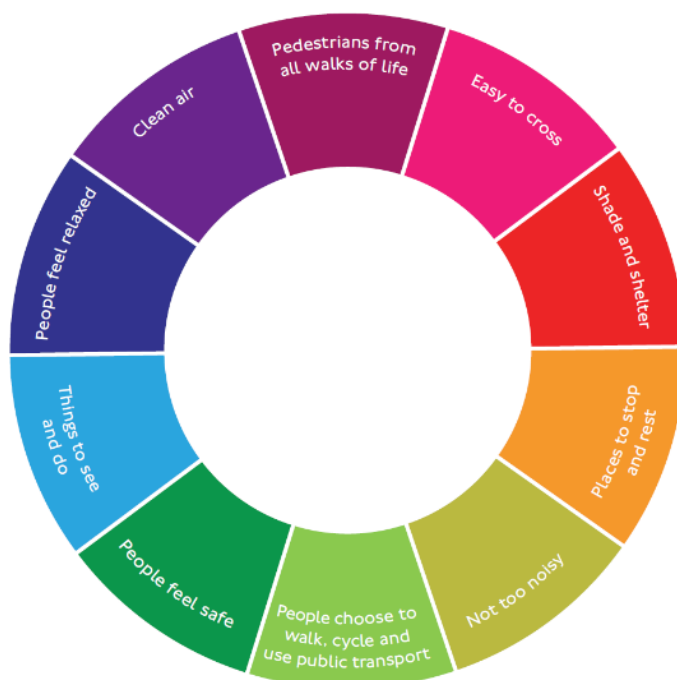 Pedestrians from
all walks of life
Easy to cross
Shade and shelter
Places to stop
and rest
Not too noisy
People choose to
walk, cycle and
use public transport
People feel safe
Things to see
and do
People feel relaxed
Clean air